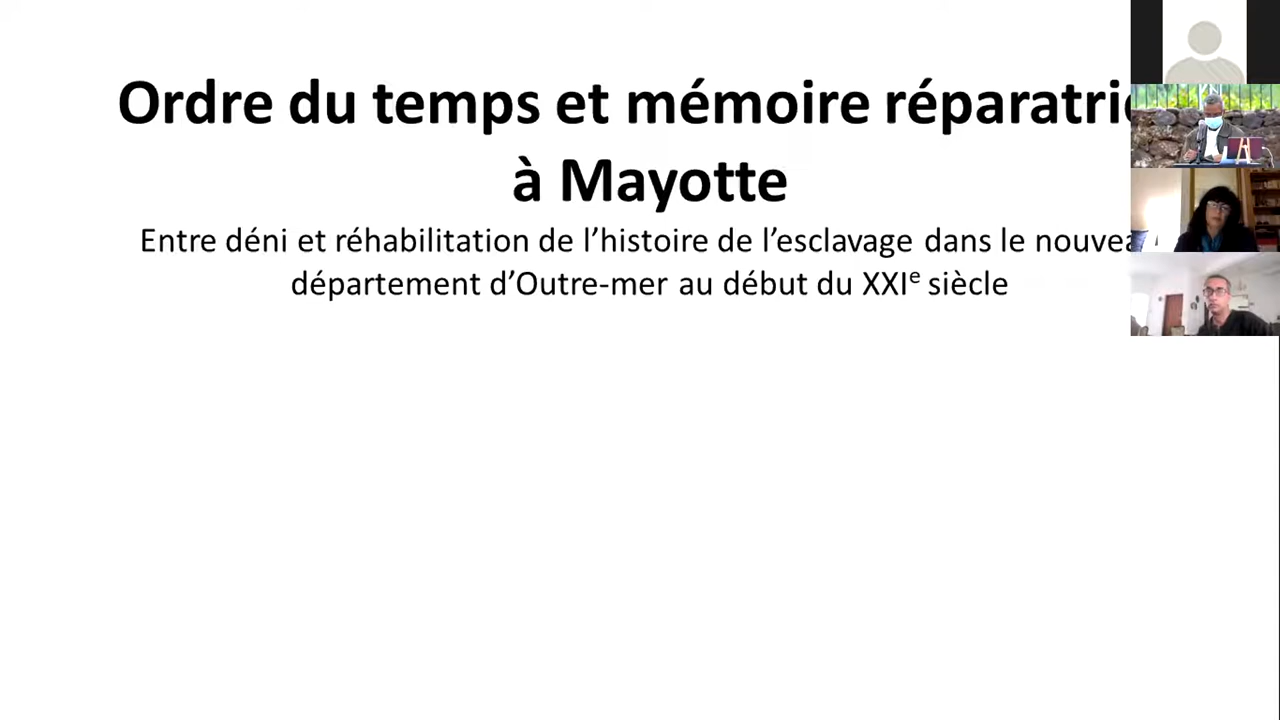 Ordre du temps et mémoire réparatri
à Mayotte
Entre déni et réhabilitation de l’histoire de l’esclavage dans le nouvea
département d’Outre-mer au début du XXIᵉ siècle